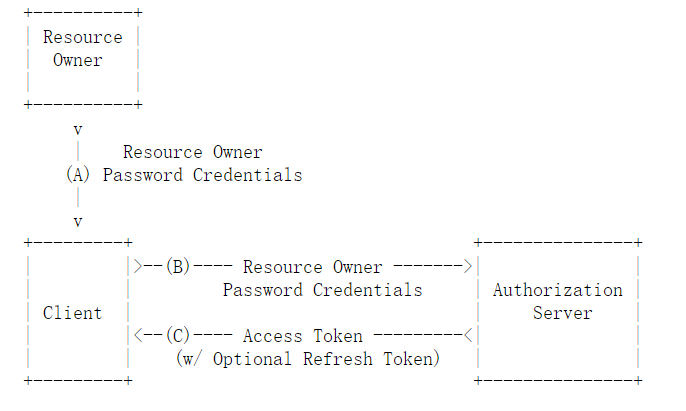 +----------+
| Resource |
|  Owner   |
|          |
+----------+
     v
     |    Resource Owner
    (A) Password Credentials
     |
     v
+---------+                                  +---------------+
|         |>--(B)---- Resource Owner ------->|               |
|         |         Password Credentials     | Authorization |
| Client  |                                  |     Server    |
|         |<--(C)---- Access Token ---------<|               |
|         |    (w/ Optional Refresh Token)   |               |
+---------+                                  +---------------+